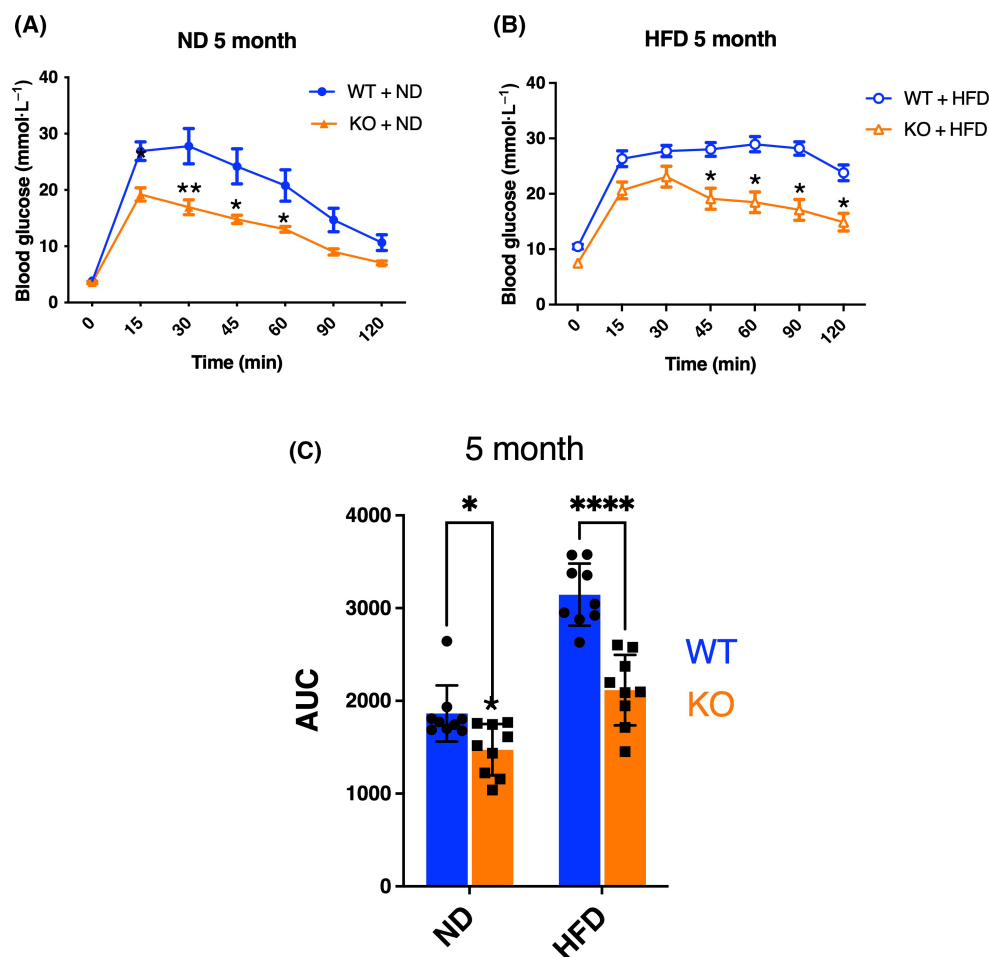 (A)
ND 5 month
Blood glucose (mmol·L⁻¹)
40
30
20
10
0
WT + ND
KO + ND
*
**
*
*
0
15
30
45
60
90
120
Time (min)
(B)
HFD 5 month
Blood glucose (mmol·L⁻¹)
40
30
20
10
0
WT + HFD
KO + HFD
*
*
*
*
0
15
30
45
60
90
120
Time (min)
(C)
5 month
AUC
4000
3000
2000
1000
0
*
****
*
WT
KO
ND
HFD